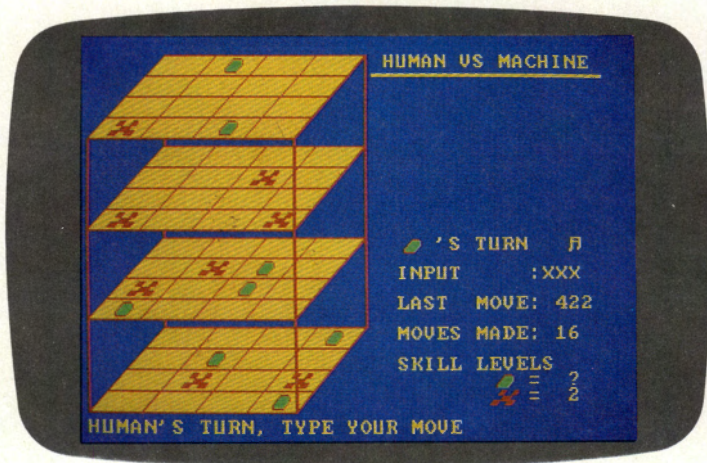 HUMAN VS MACHINE
'S TURN A
INPUT :XXX
LAST MOVE: 422
MOVES MADE: 16
SKILL LEVELS
= ?
= 2
HUMAN'S TURN, TYPE YOUR MOVE